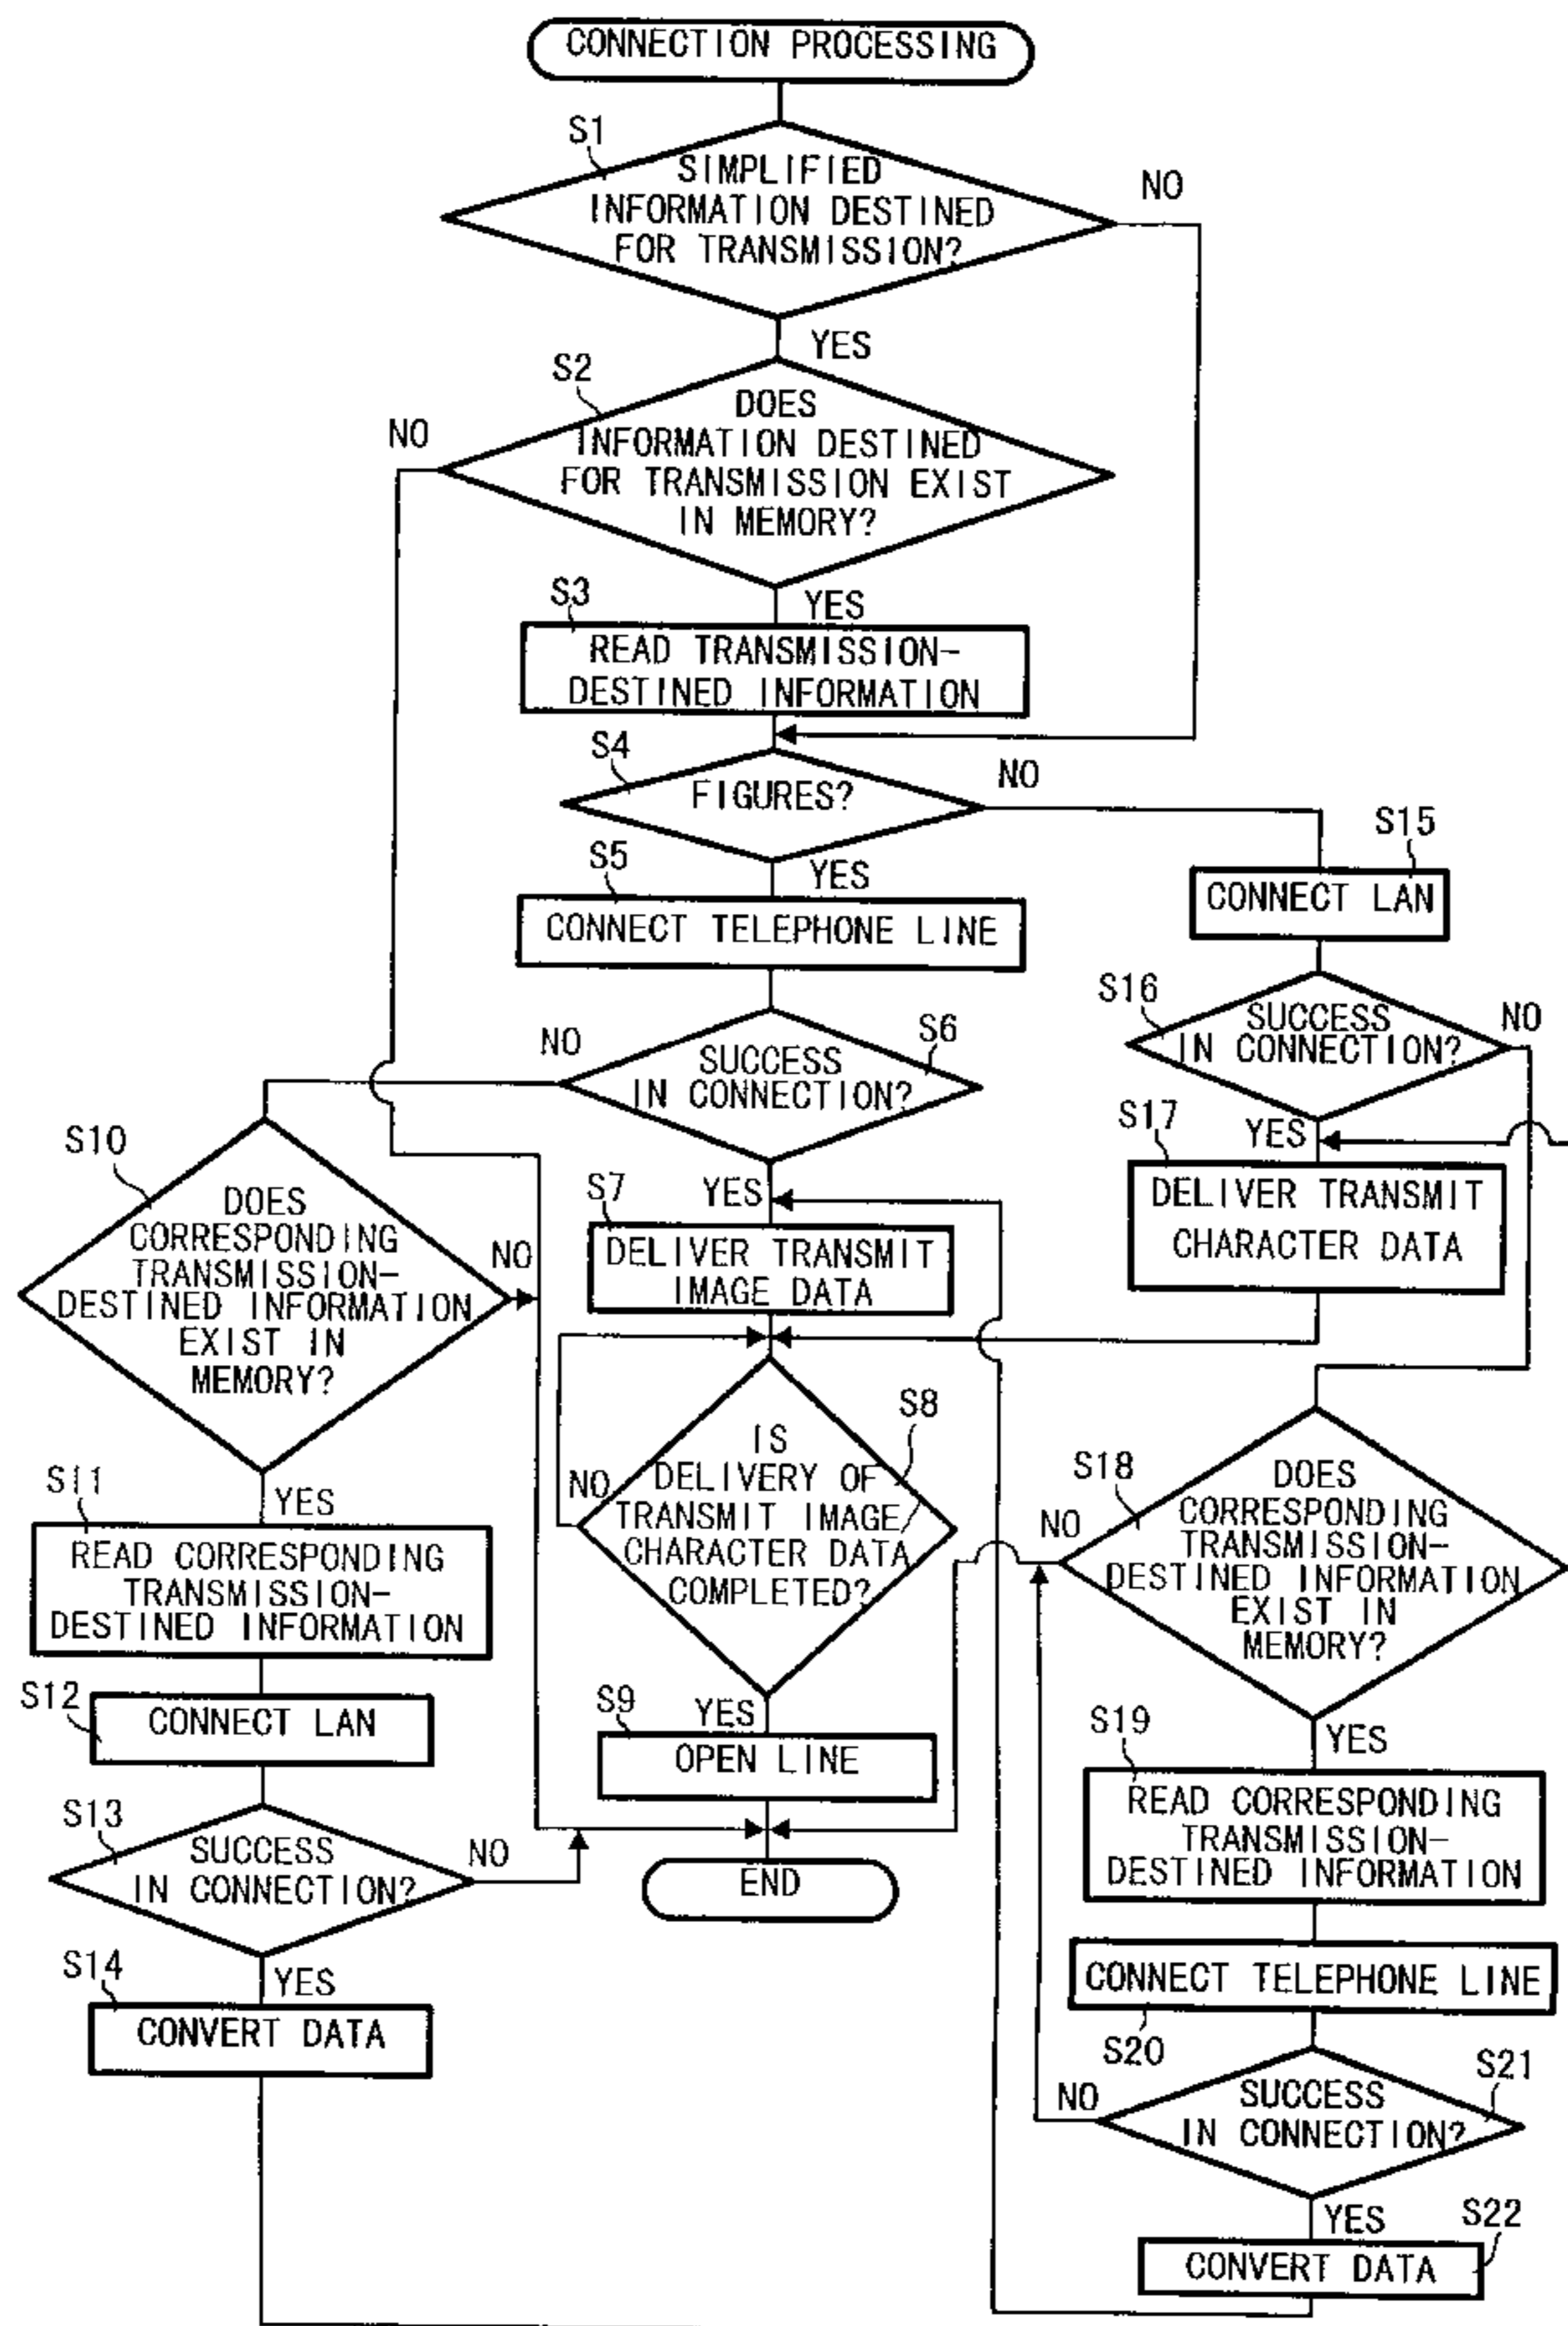 CONNECTION PROCESSING
S1
SIMPLIFIED
INFORMATION DESTINED
FOR TRANSMISSION?
NO
YES
S2
DOES
INFORMATION DESTINED
FOR TRANSMISSION EXIST
IN MEMORY?
NO
YES
S3
READ TRANSMISSION-
DESTINED INFORMATION
S4
FIGURES?
NO
YES
S5
CONNECT TELEPHONE LINE
S6
SUCCESS
IN CONNECTION?
NO
YES
S7
DELIVER TRANSMIT
IMAGE DATA
S8
IS
DELIVERY OF
TRANSMIT IMAGE/
CHARACTER DATA
COMPLETED?
NO
YES
S9
OPEN LINE
END
S10
DOES
CORRESPONDING
TRANSMISSION-
DESTINED INFORMATION
EXIST IN
MEMORY?
NO
YES
S11
READ CORRESPONDING
TRANSMISSION-
DESTINED INFORMATION
S12
CONNECT LAN
S13
SUCCESS
IN CONNECTION?
NO
YES
S14
CONVERT DATA
S15
CONNECT LAN
S16
SUCCESS
IN CONNECTION?
NO
YES
S17
DELIVER TRANSMIT
CHARACTER DATA
S18
DOES
CORRESPONDING
TRANSMISSION-
DESTINED INFORMATION
EXIST IN
MEMORY?
NO
YES
S19
READ CORRESPONDING
TRANSMISSION-
DESTINED INFORMATION
CONNECT TELEPHONE LINE
S20
S21
SUCCESS
IN CONNECTION?
NO
YES
S22
CONVERT DATA